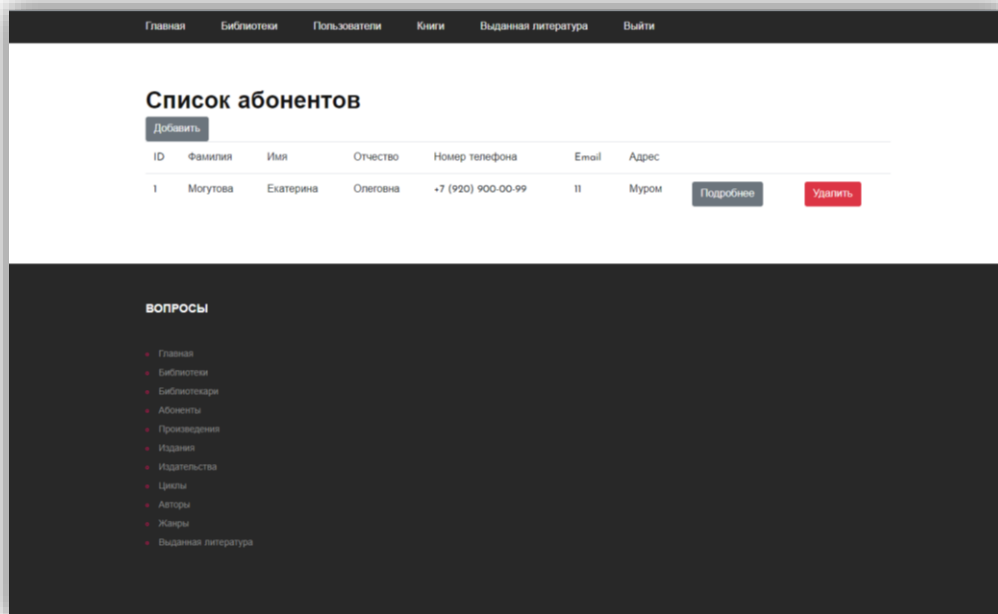 Главная Библиотеки Пользователи Книги Выданная литература Выйти
Список абонентов
Добавить
ID Фамилия Имя Отчество Номер телефона Email Адрес
1 Могутова Екатерина Олеговна +7 (920) 900-00-99 11 Муром Подробнее Удалить
ВОПРОСЫ
Главная
Библиотеки
Библиотекари
Абоненты
Произведения
Издания
Издательства
Циклы
Авторы
Жанры
Выданная литература